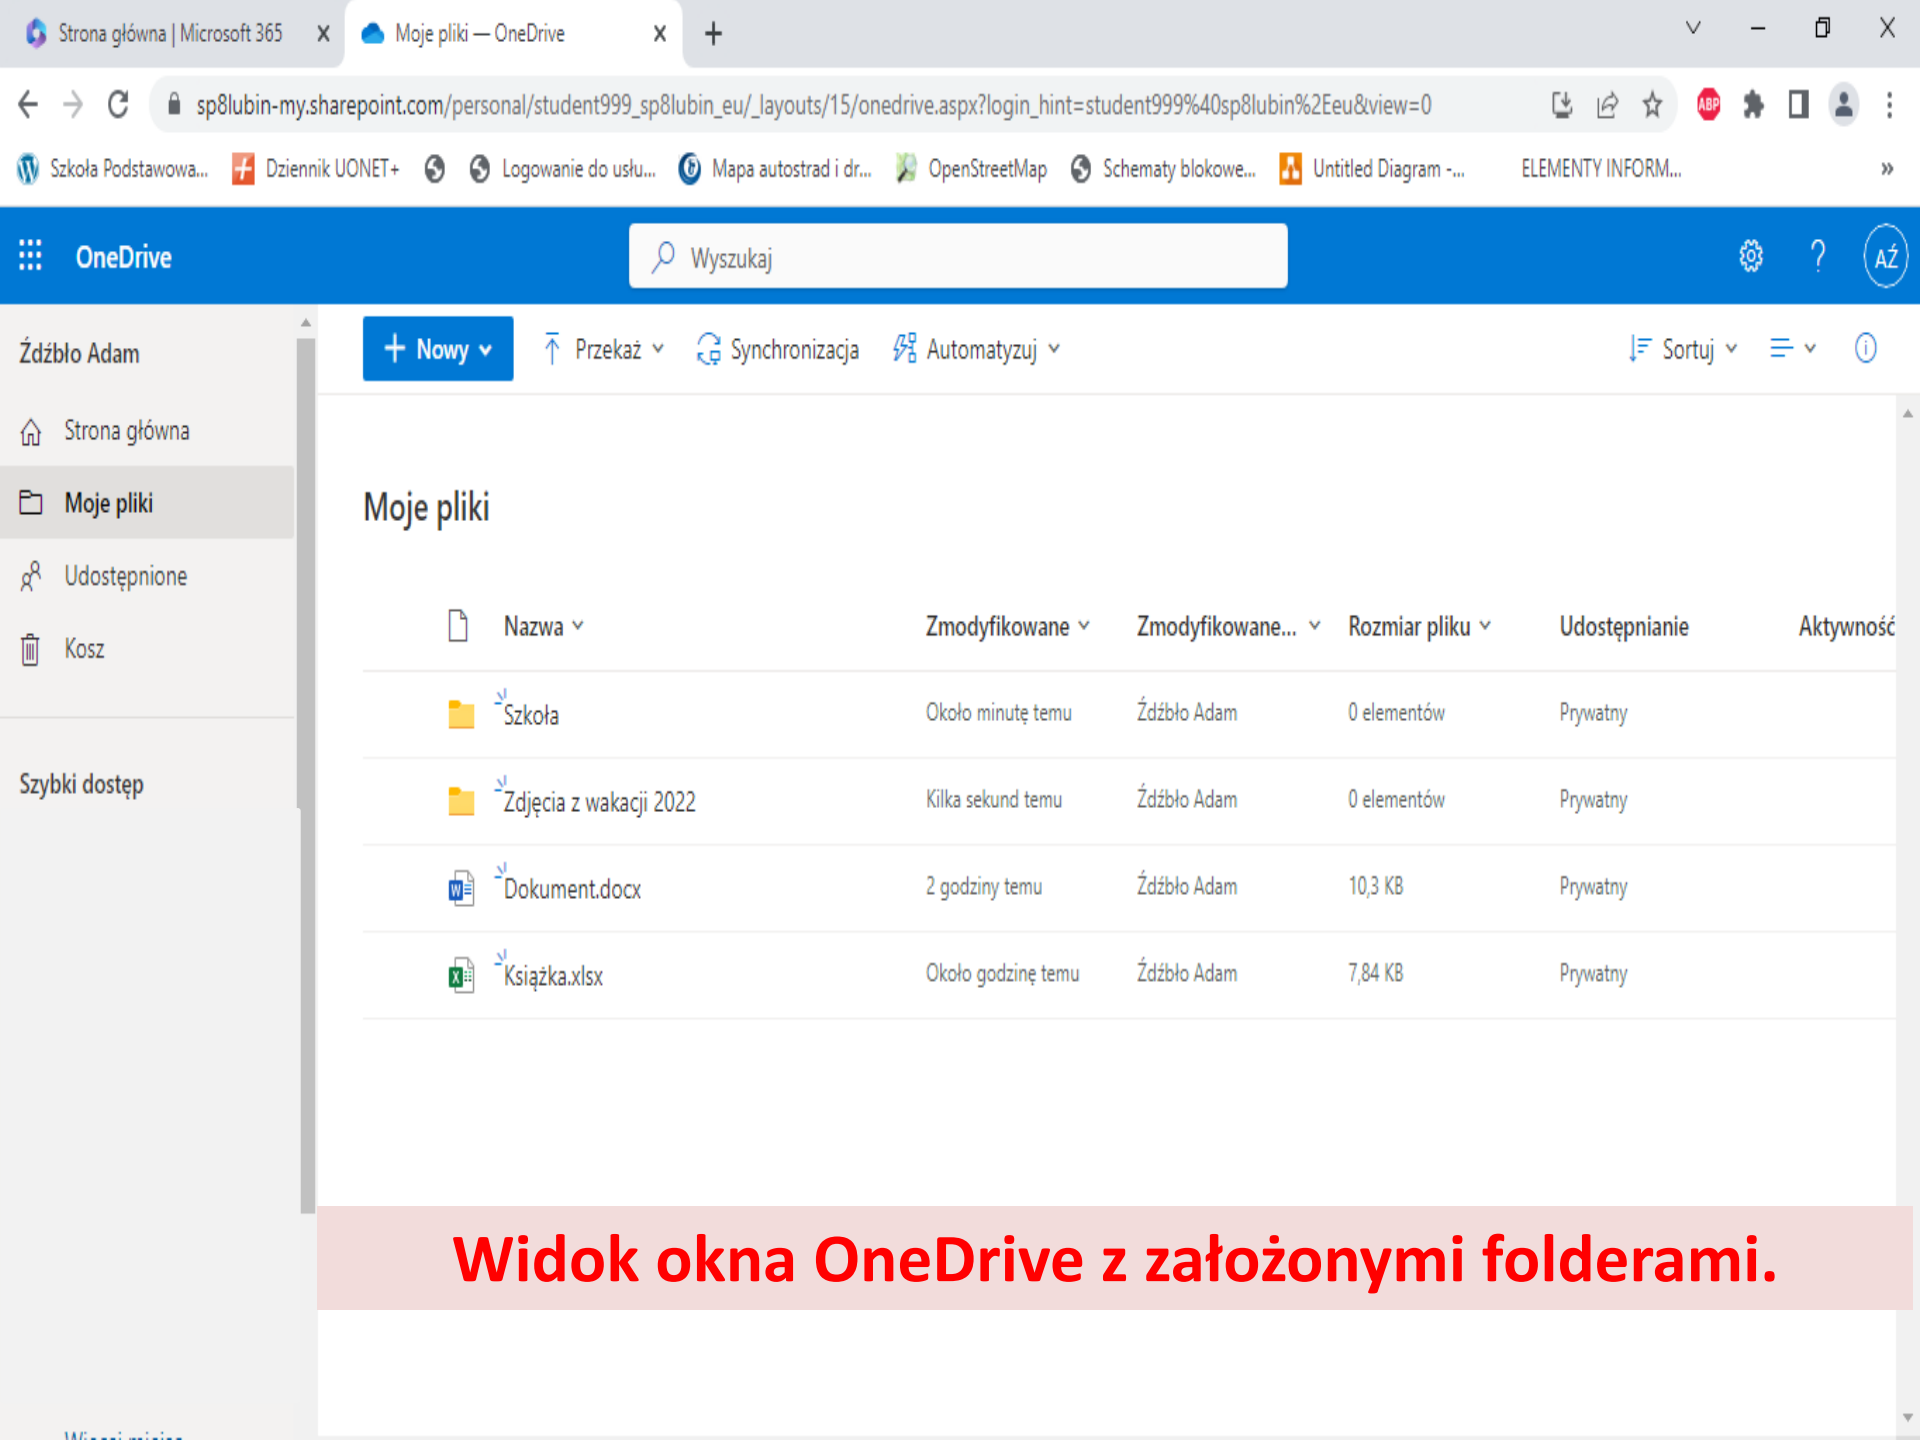 Strona główna | Microsoft 365
Moje pliki — OneDrive
sp8lubin-my.sharepoint.com/personal/student999_sp8lubin_eu/_layouts/15/onedrive.aspx?login_hint=student999%40sp8lubin%2Eeu&view=0
ABP
Szkoła Podstawowa... Dziennik UONET+ Logowanie do usłu... Mapa autostrad i dr... OpenStreetMap Schematy blokowe... Untitled Diagram -... ELEMENTY INFORM... »
OneDrive
Wyszukaj
? AŹ
Źdźbło Adam
Strona główna
Moje pliki
Udostępnione
Kosz
Szybki dostęp
+ Nowy Przekaż Synchronizacja Automatyzuj Sortuj
Moje pliki
Nazwa Zmodyfikowane Zmodyfikowane... Rozmiar pliku Udostępnianie Aktywność
Szkoła Około minutę temu Źdźbło Adam 0 elementów Prywatny
Zdjęcia z wakacji 2022 Kilka sekund temu Źdźbło Adam 0 elementów Prywatny
Dokument.docx 2 godziny temu Źdźbło Adam 10,3 KB Prywatny
Książka.xlsx Około godzinę temu Źdźbło Adam 7,84 KB Prywatny
Widok okna OneDrive z założonymi folderami.